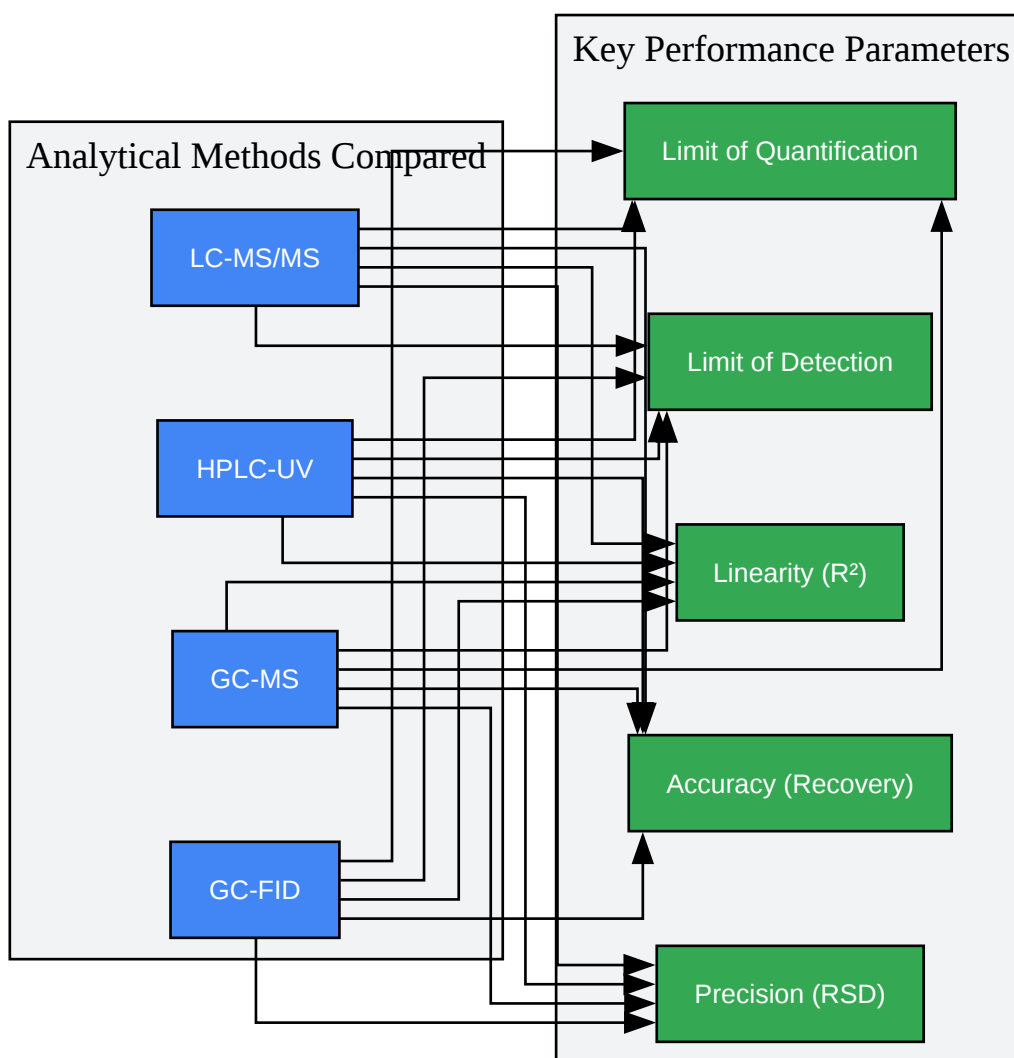 Analytical Methods Compared
LC-MS/MS
HPLC-UV
GC-MS
GC-FID
Key Performance Parameters
Limit of Quantification
Limit of Detection
Linearity (R²)
Accuracy (Recovery)
Precision (RSD)